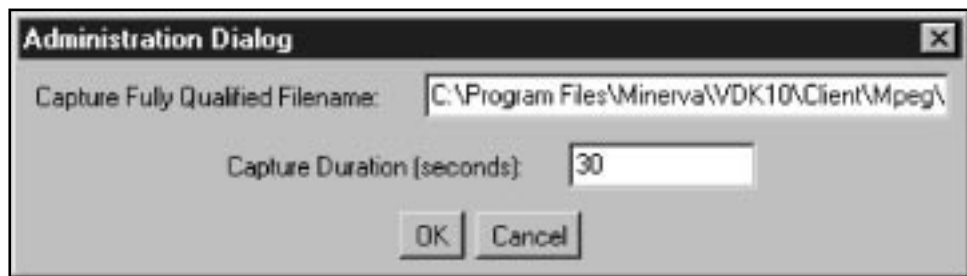 Administration Dialog
Capture Fully Qualified Filename: C:\Program Files\Minerva\VDK10\Client\Mpeg\
Capture Duration (seconds): 30
OK Cancel